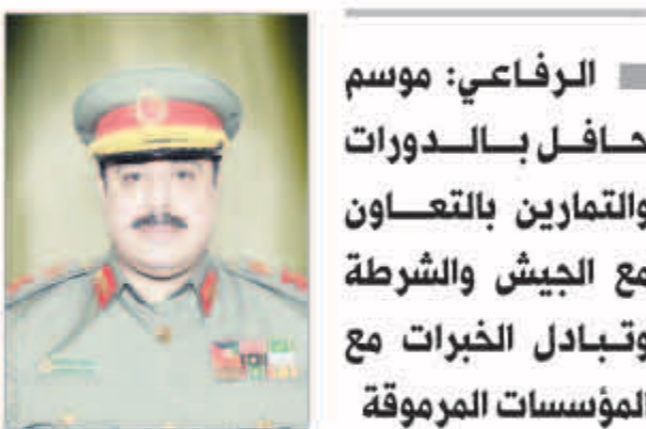 الرفاعي: موسم
حافل بالدورات
والتمارين بالتعاون
مع الجيش والشرطة
وتبادل الخبرات مع
المؤسسات المرموقة